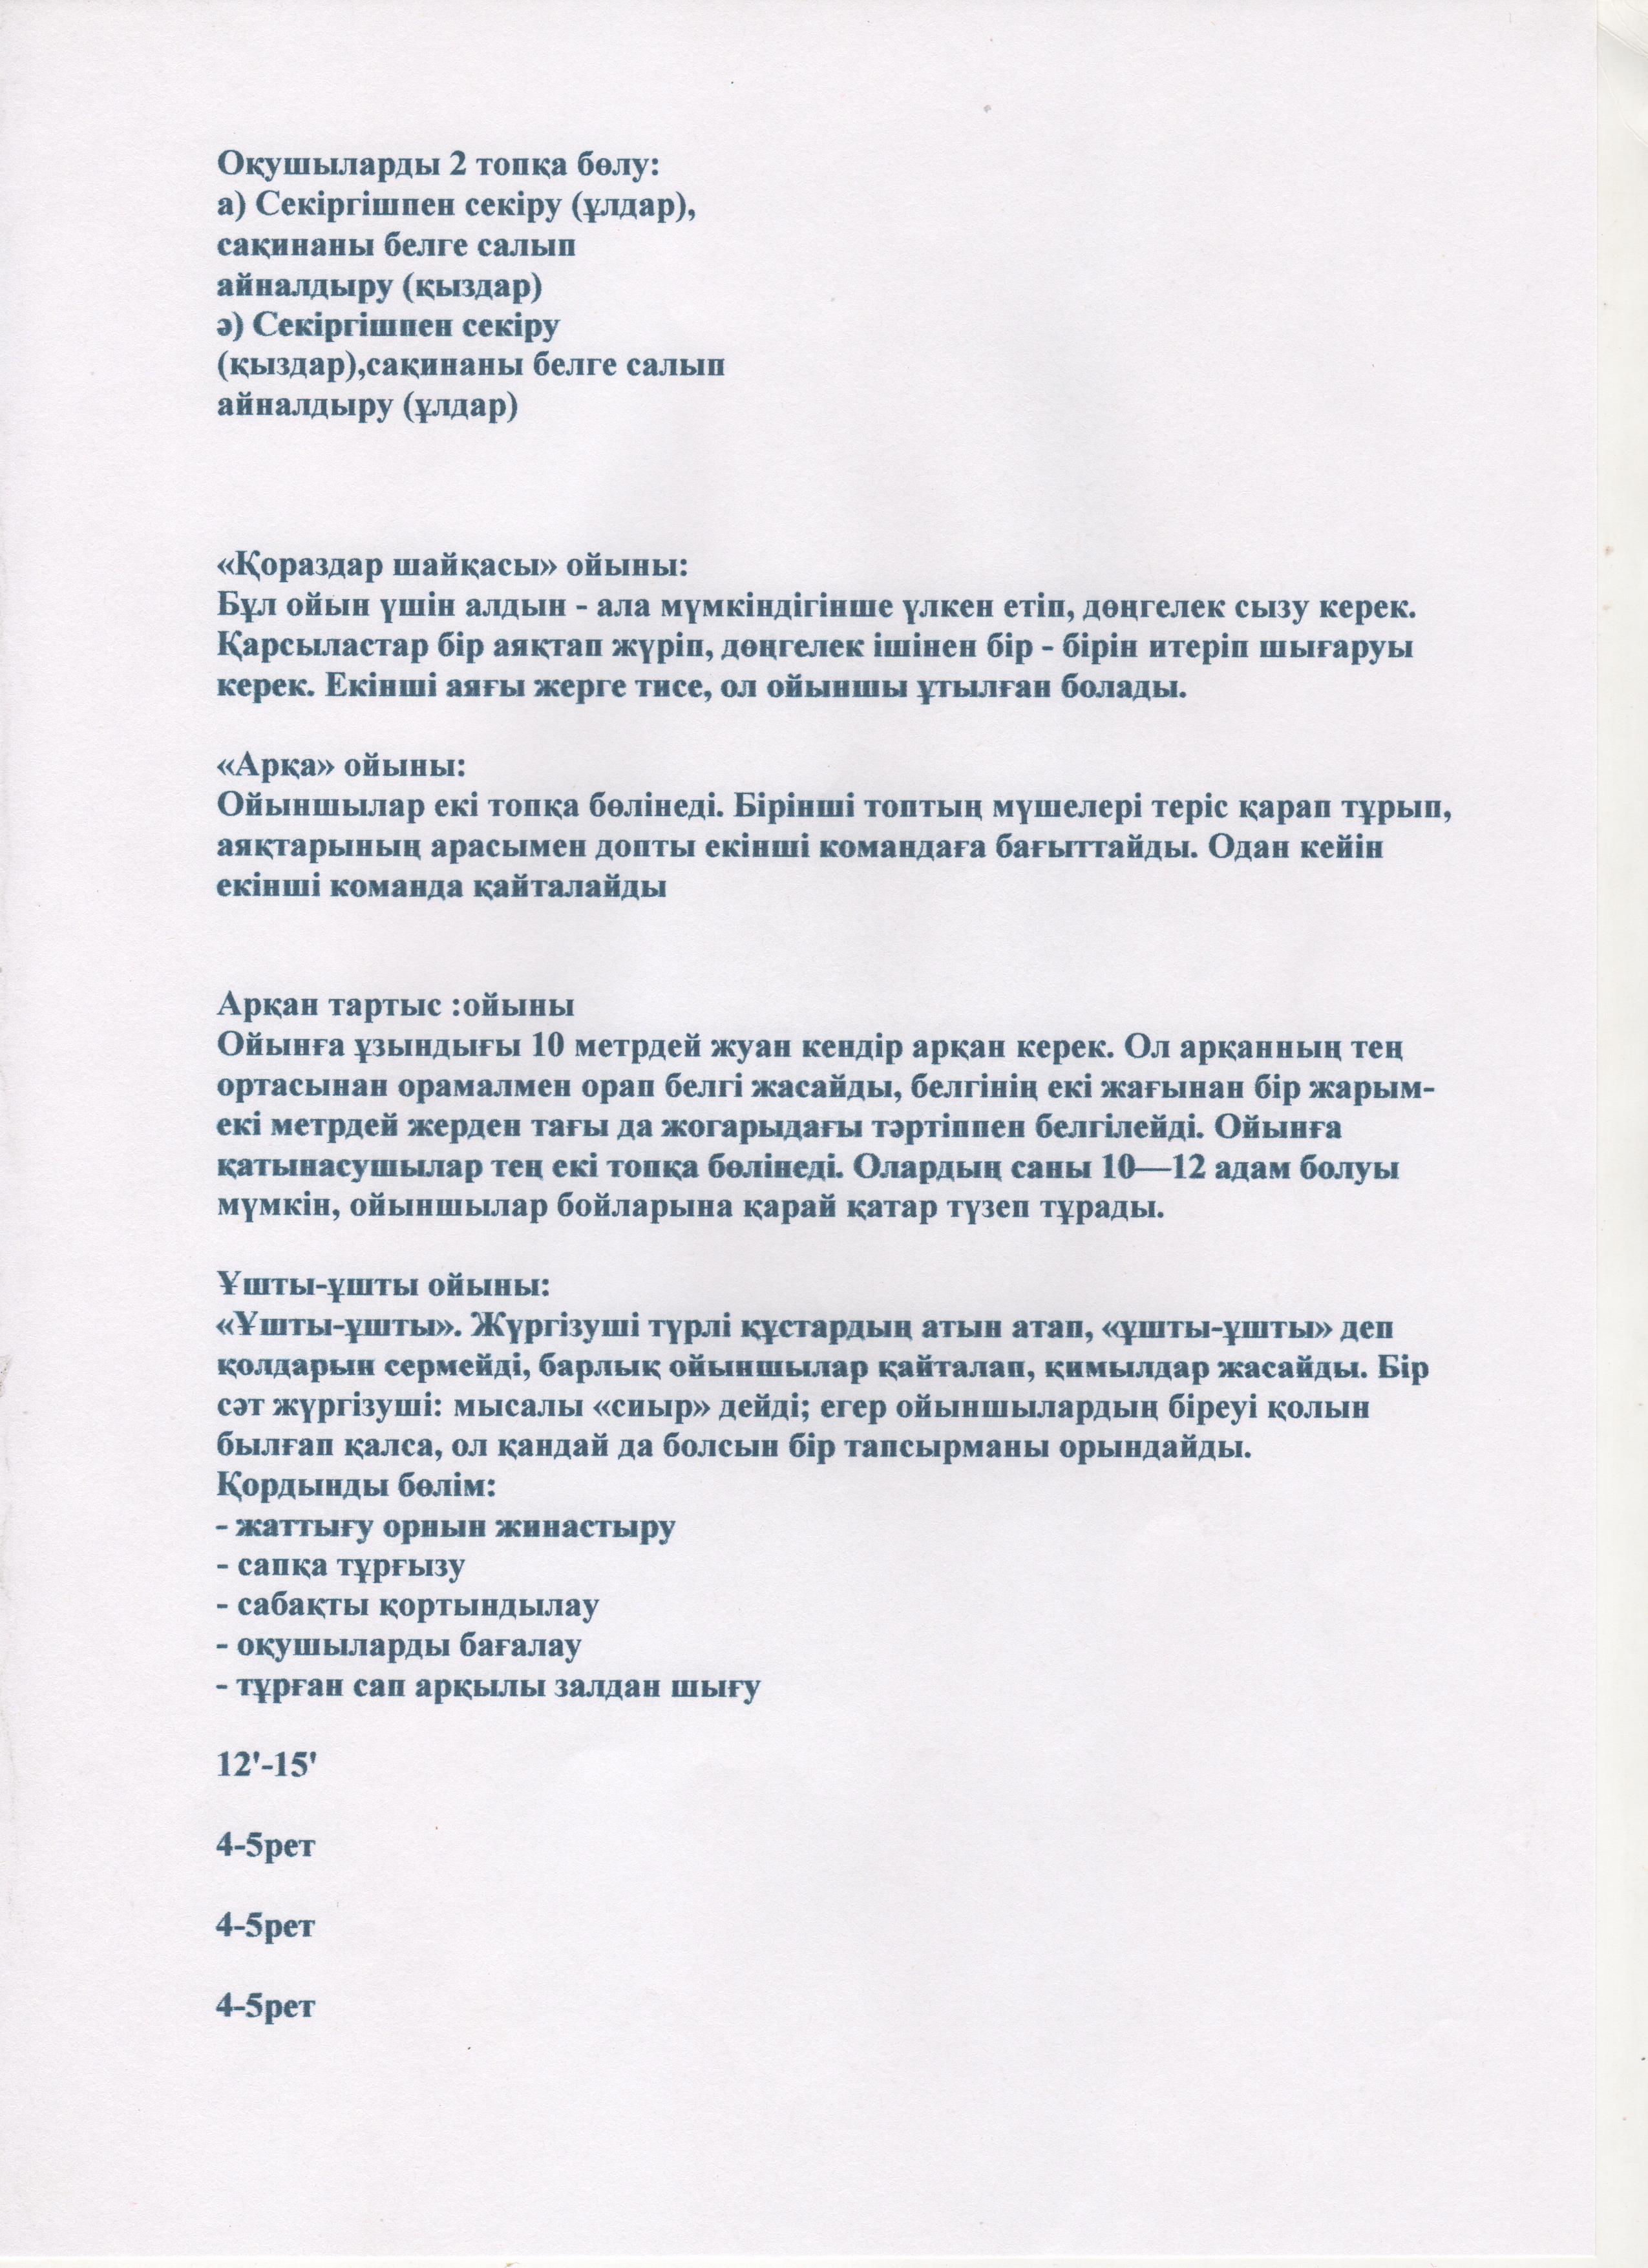 Оқушыларды 2 топқа бөлу:
а) Секіргішпен секіру (ұлдар),
сақинаны белге салып
айналдыру (қыздар)
ә) Секіргішпен секіру
(қыздар),сақинаны белге салып
айналдыру (ұлдар)
«Қораздар шайқасы» ойыны:
Бұл ойын үшін алдын - ала мүмкіндігінше үлкен етіп, дөңгелек сызу керек.
Қарсыластар бір аяқтап жүріп, дөңгелек ішінен бір - бірін итеріп шығаруы
керек. Екінші аяғы жерге тисе, ол ойыншы ұтылған болады.
«Арқа» ойыны:
Ойыншылар екі топқа бөлінеді. Бірінші топтың мүшелері теріс қарап тұрып,
аяқтарының арасымен допты екінші командаға бағыттайды. Одан кейін
екінші команда қайталайды
Арқан тартыс :ойыны
Ойынға ұзындығы 10 метрдей жуан кендір арқан керек. Ол арқанның тең
ортасынан орамалмен орап белгі жасайды, белгінің екі жағынан бір жарым-
екі метрдей жерден тағы да жогарыдағы тәртіппен белгілейді. Ойынға
қатынасушылар тең екі топқа бөлінеді. Олардың саны 10—12 адам болуы
мүмкін, ойыншылар бойларына қарай қатар түзеп тұрады.
Ұшты-ұшты ойыны:
«Ұшты-ұшты». Жүргізуші түрлі құстардың атын атап, «ұшты-ұшты» деп
қолдарын сермейді, барлық ойыншылар қайталап, қимылдар жасайды. Бір
сәт жүргізуші: мысалы «сиыр» дейді; егер ойыншылардың біреуі қолын
былғап қалса, ол қандай да болсын бір тапсырманы орындайды.
Қордынды бөлім:
- жаттығу орнын жинастыру
- сапқа тұрғызу
- сабақты қортындылау
- оқушыларды бағалау
- тұрған сап арқылы залдан шығу
12'-15'
4-5рет
4-5рет
4-5рет